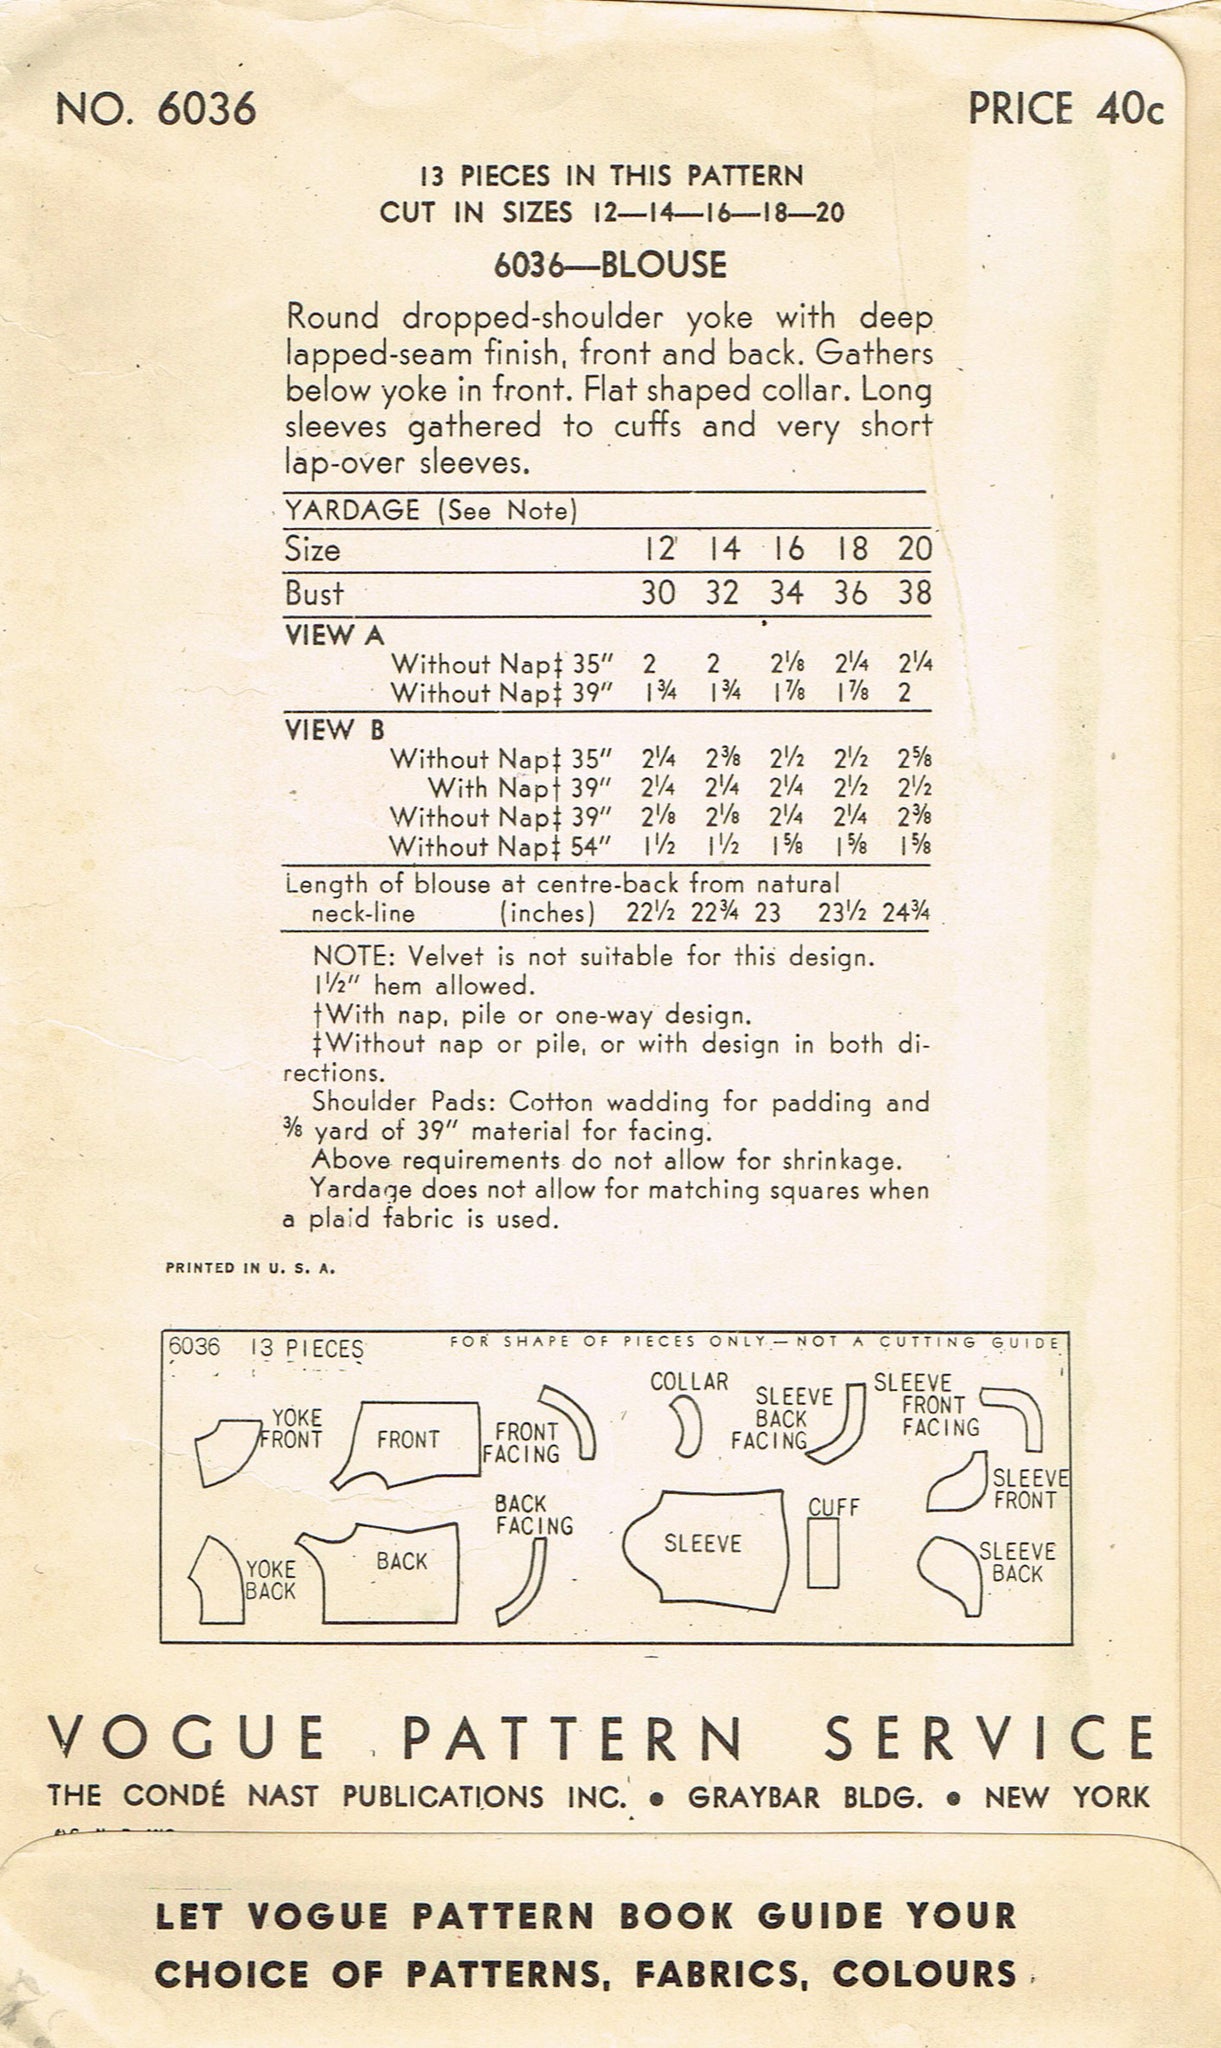 NO. 6036
PRICE 40c
13 PIECES IN THIS PATTERN
CUT IN SIZES 12—14—16—18—20
6036—BLOUSE
Round dropped-shoulder yoke with deep
lapped-seam finish, front and back. Gathers
below yoke in front. Flat shaped collar. Long
sleeves gathered to cuffs and very short
lap-over sleeves.
YARDAGE (See Note)
Size 12 14 16 18 20
Bust 30 32 34 36 38
VIEW A
Without Nap‡ 35" 2 2 2⅛ 2¼ 2¼
Without Nap‡ 39" 1¾ 1¾ 1⅞ 1⅞ 2
VIEW B
Without Nap‡ 35" 2¼ 2⅜ 2½ 2½ 2⅝
With Nap† 39" 2¼ 2¼ 2¼ 2½ 2½
Without Nap‡ 39" 2⅛ 2⅛ 2¼ 2¼ 2⅜
Without Nap‡ 54" 1½ 1½ 1⅝ 1⅝ 1⅝
Length of blouse at centre-back from natural
neck-line (inches) 22½ 22¾ 23 23½ 24¾
NOTE: Velvet is not suitable for this design.
1½" hem allowed.
†With nap, pile or one-way design.
‡Without nap or pile, or with design in both di-
rections.
Shoulder Pads: Cotton wadding for padding and
⅜ yard of 39" material for facing.
Above requirements do not allow for shrinkage.
Yardage does not allow for matching squares when
a plaid fabric is used.
PRINTED IN U. S. A.
6036 13 PIECES
FOR SHAPE OF PIECES ONLY — NOT A CUTTING GUIDE
YOKE
FRONT
FRONT
FRONT
FACING
COLLAR
SLEEVE
BACK
FACING
SLEEVE
FRONT
FACING
SLEEVE
FRONT
YOKE
BACK
BACK
BACK
FACING
SLEEVE
CUFF
SLEEVE
BACK
VOGUE PATTERN SERVICE
THE CONDÉ NAST PUBLICATIONS INC. • GRAYBAR BLDG. • NEW YORK
LET VOGUE PATTERN BOOK GUIDE YOUR
CHOICE OF PATTERNS, FABRICS, COLOURS